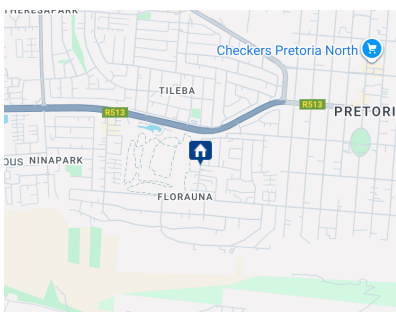 THERESAPARK
Checkers Pretoria North
TILEBA
R513
R513
PRETORI
OUS
NINAPARK
FLORAUNA